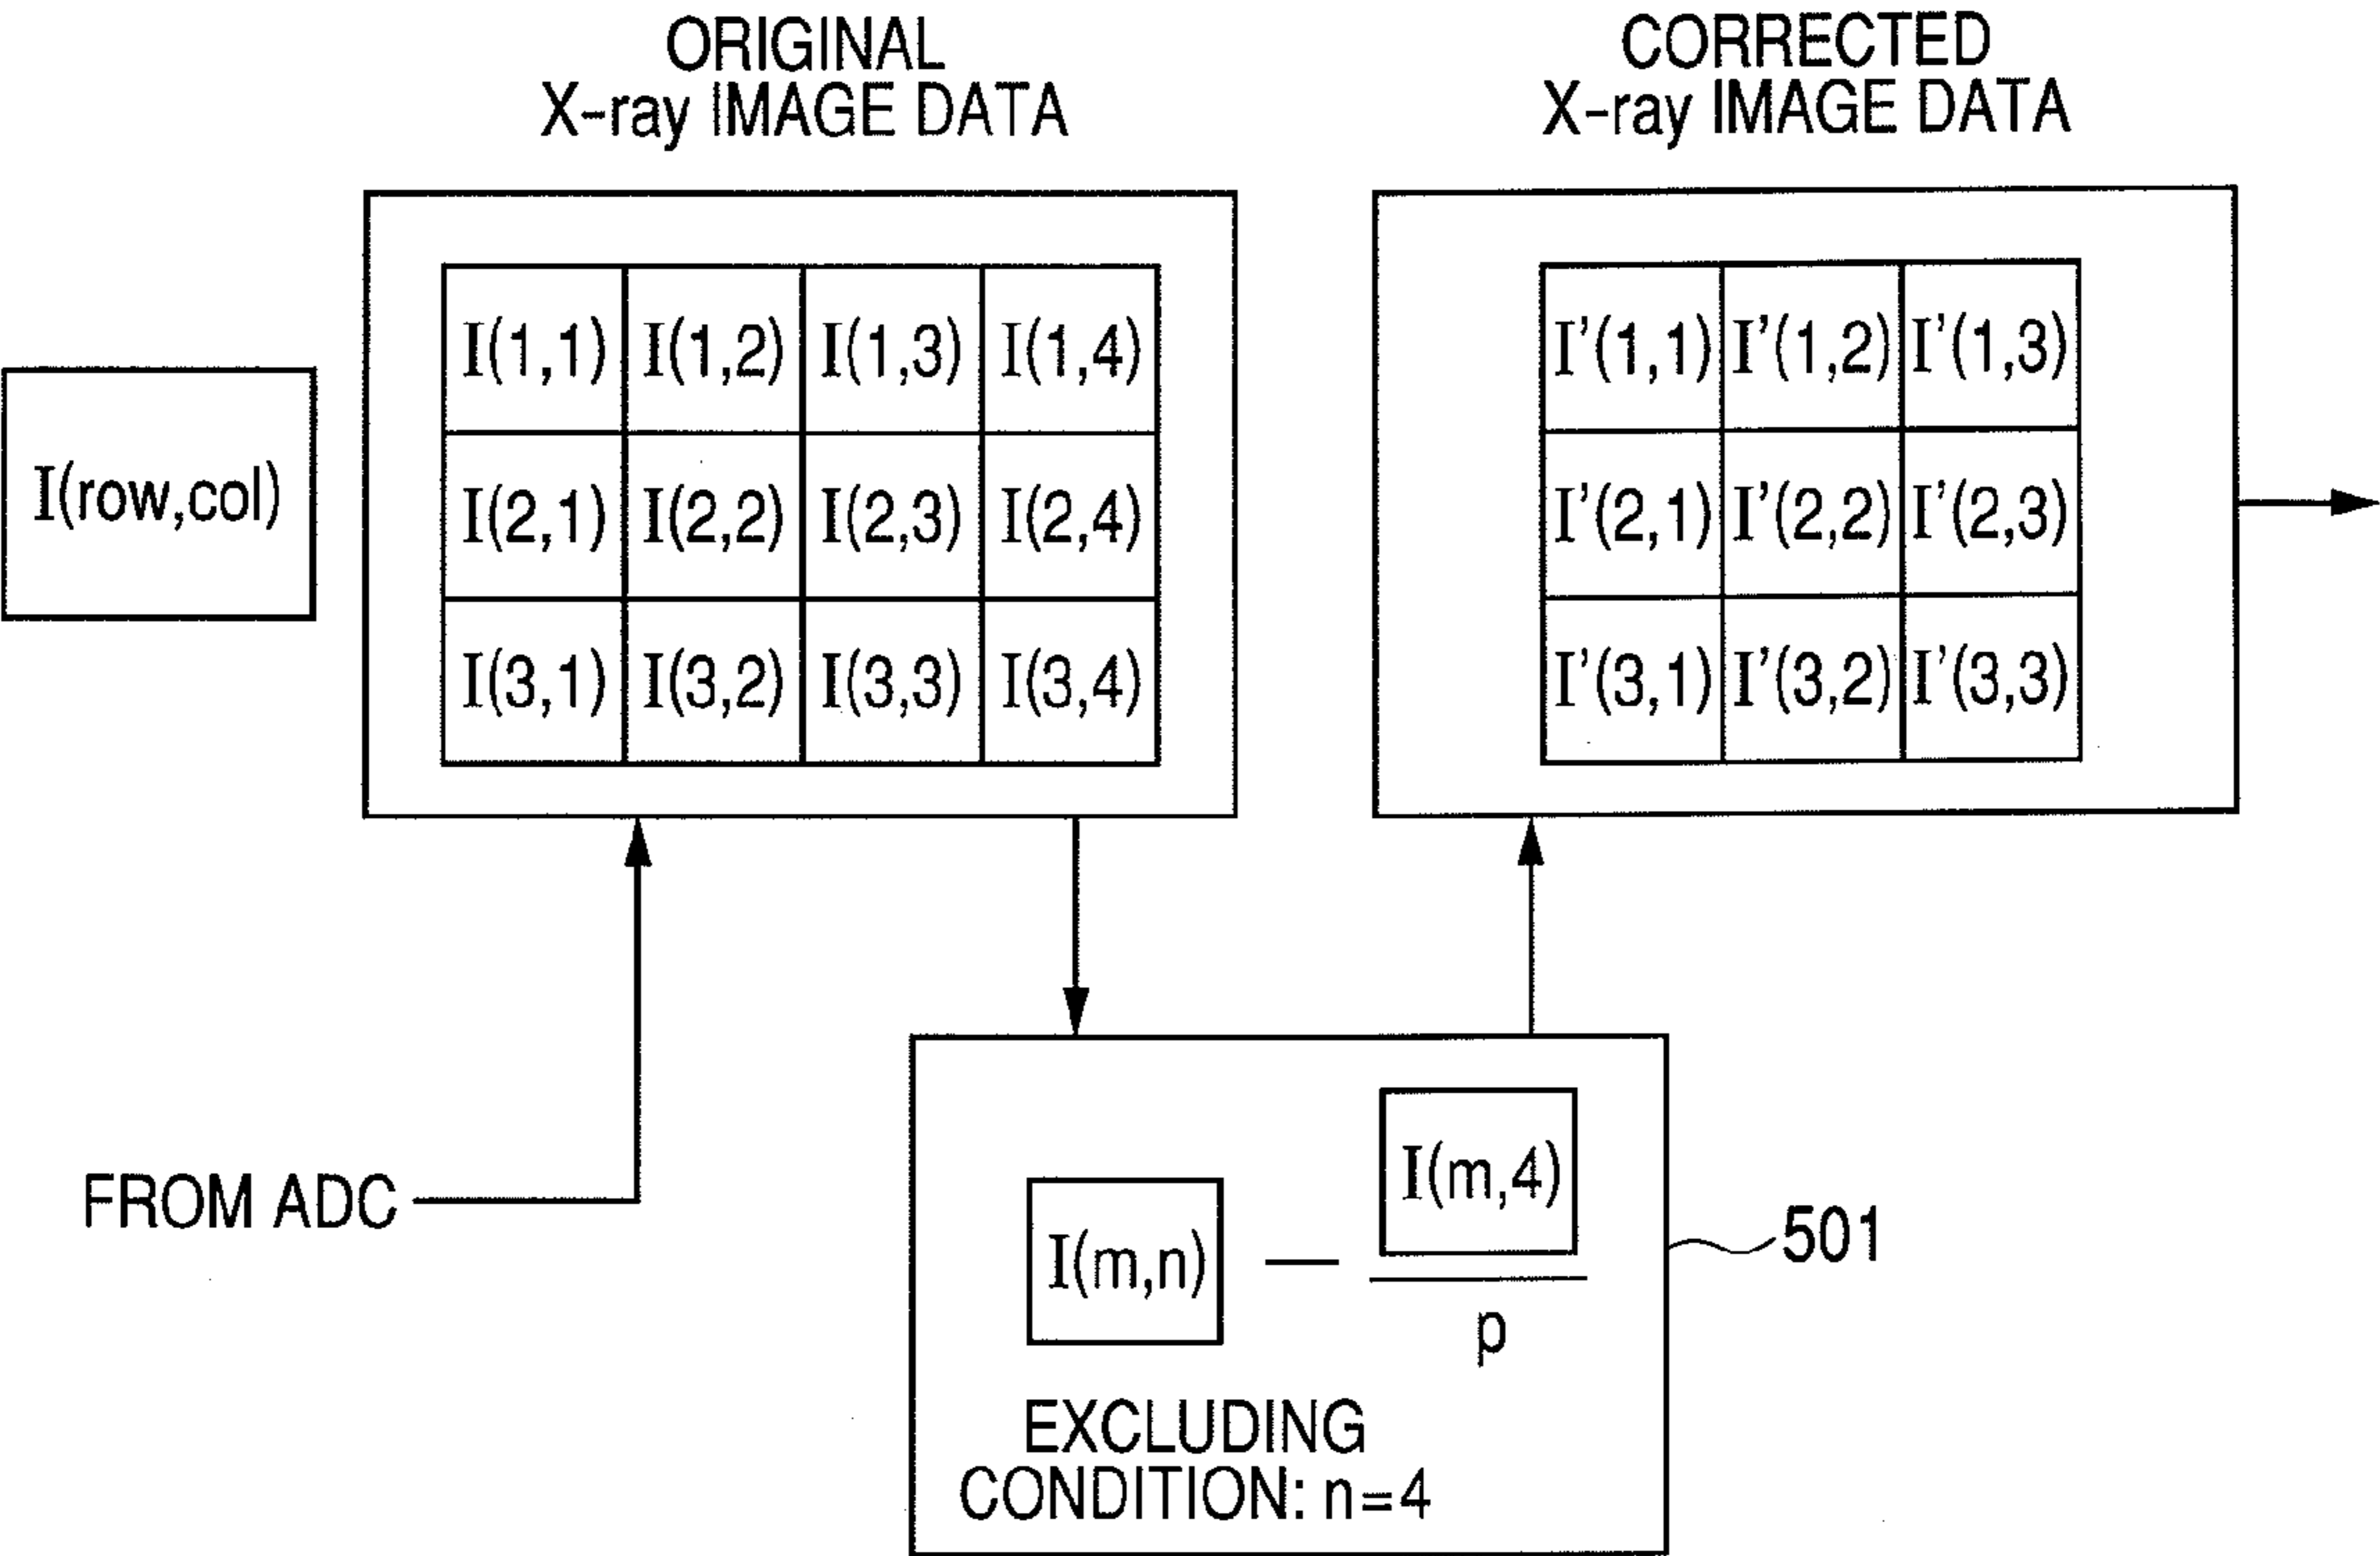 ORIGINAL
X-ray IMAGE DATA
CORRECTED
X-ray IMAGE DATA
I(row,col)
I(1,1) I(1,2) I(1,3) I(1,4)
I(2,1) I(2,2) I(2,3) I(2,4)
I(3,1) I(3,2) I(3,3) I(3,4)
I'(1,1) I'(1,2) I'(1,3)
I'(2,1) I'(2,2) I'(2,3)
I'(3,1) I'(3,2) I'(3,3)
FROM ADC
I(m,n) — I(m,4)
p
EXCLUDING
CONDITION: n=4
501